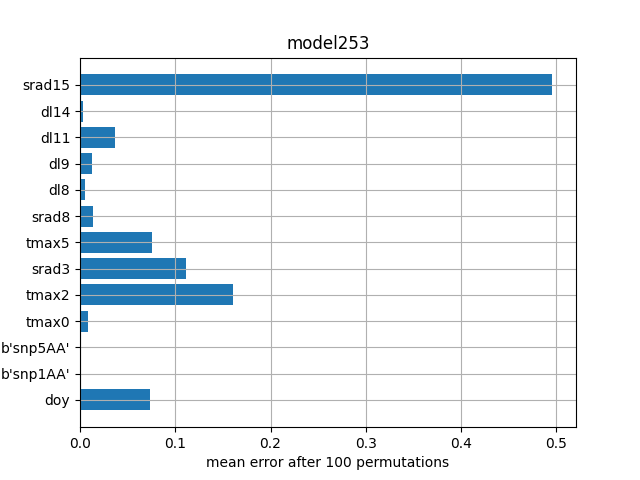 model253
srad15
dl14
dl11
dl9
dl8
srad8
tmax5
srad3
tmax2
tmax0
b'snp5AA'
b'snp1AA'
doy
0.0 0.1 0.2 0.3 0.4 0.5
mean error after 100 permutations